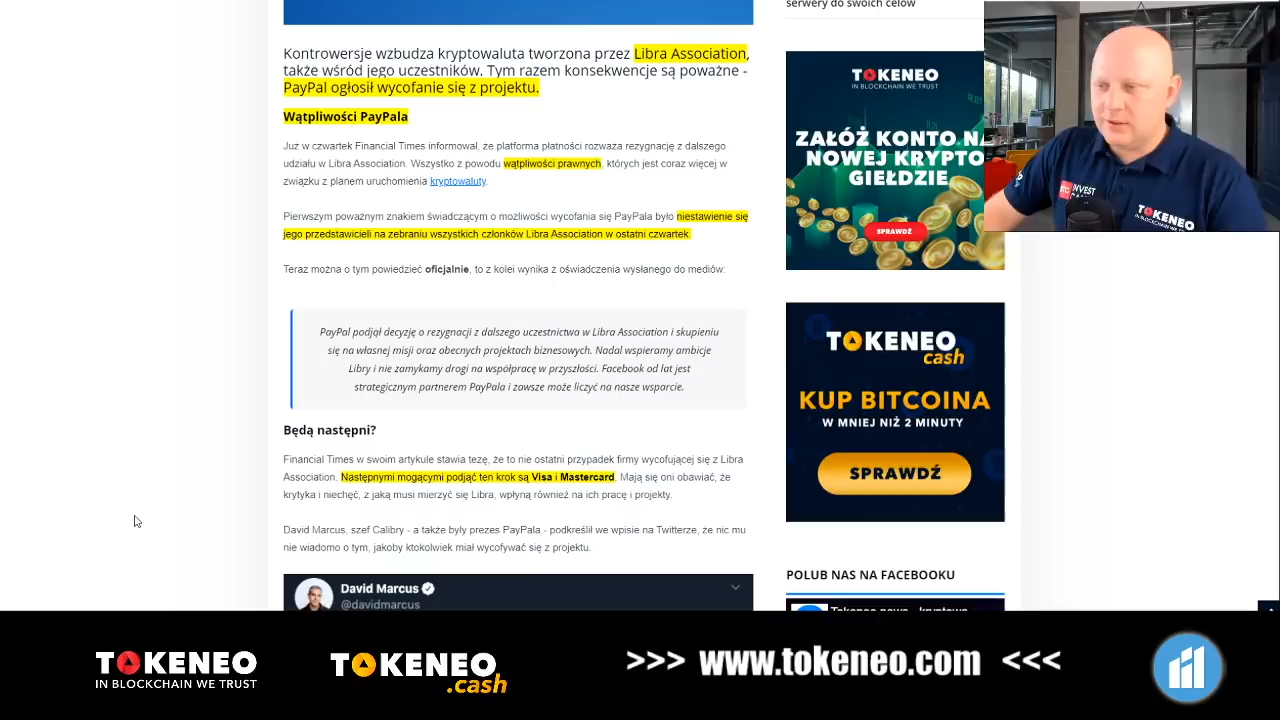 serwery do swoich celów
Kontrowersje wzbudza kryptowaluta tworzona przez Libra Association,
także wśród jego uczestników. Tym razem konsekwencje są poważne -
PayPal ogłosił wycofanie się z projektu.
Wątpliwości PayPala
Już w czwartek Financial Times informował, że platforma płatności rozważa rezygnację z dalszego
udziału w Libra Association. Wszystko z powodu wątpliwości prawnych, których jest coraz więcej w
związku z planem uruchomienia kryptowaluty.
Pierwszym poważnym znakiem świadczącym o możliwości wycofania się PayPala było niestawienie się
jego przedstawicieli na zebraniu wszystkich członków Libra Association w ostatni czwartek.
Teraz można o tym powiedzieć oficjalnie, to z kolei wynika z oświadczenia wysłanego do mediów:
PayPal podjął decyzję o rezygnacji z dalszego uczestnictwa w Libra Association i skupieniu
się na własnej misji oraz obecnych projektach biznesowych. Nadal wspieramy ambicje
Libry i nie zamykamy drogi na współpracę w przyszłości. Facebook od lat jest
strategicznym partnerem PayPala i zawsze może liczyć na nasze wsparcie.
Będą następni?
Financial Times w swoim artykule stawia tezę, że to nie ostatni przypadek firmy wycofującej się z Libra
Association. Następnymi mogącymi podjąć ten krok są Visa i Mastercard. Mają się oni obawiać, że
krytyka i niechęć, z jaką musi mierzyć się Libra, wpłyną również na ich pracę i projekty.
David Marcus, szef Calibry - a także były prezes PayPala - podkreślił we wpisie na Twitterze, że nic mu
nie wiadomo o tym, jakoby ktokolwiek miał wycofywać się z projektu.
David Marcus
@davidmarcus
TOKENEO
IN BLOCKCHAIN WE TRUST
ZAŁÓŻ KONTO NA
NOWEJ KRYPTO
GIEŁDZIE
SPRAWDŹ
TOKENEO
cash
KUP BITCOINA
W MNIEJ NIŻ 2 MINUTY
SPRAWDŹ
POLUB NAS NA FACEBOOKU
Tokeneo news - krypto
INVEST
TOKENEO
TOKENEO
IN BLOCKCHAIN WE TRUST
TOKENEO
.cash
>>> www.tokeneo.com <<<